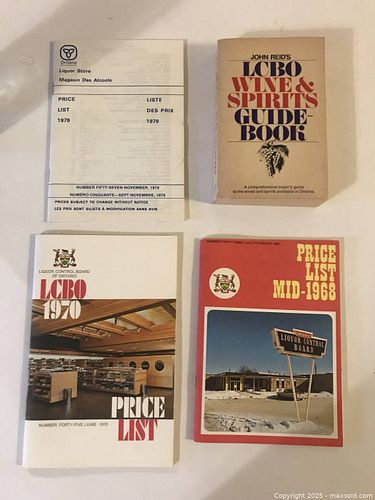 Ontario
Liquor Store
Magasin Des Alcools
PRICE
LIST
1979
LISTE
DES PRIX
1979
NUMBER FIFTY-SEVEN NOVEMBER, 1979
NUMÉRO CINQUANTE-SEPT NOVEMBRE, 1979
PRICES SUBJECT TO CHANGE WITHOUT NOTICE
LES PRIX SONT SUJETS À MODIFICATION SANS AVIS
JOHN REID'S
LCBO
WINE &
SPIRITS
GUIDE
BOOK
A comprehensive buyer's guide
to the wines and spirits available in Ontario.
LIQUOR CONTROL BOARD
OF ONTARIO
LCBO
1970
PRICE
LIST
NUMBER FORTY-FIVE / JUNE 1970
PRICE
LIST
MID-1968
LIQUOR CONTROL
BOARD
Copyright 2025 - maxsold.com